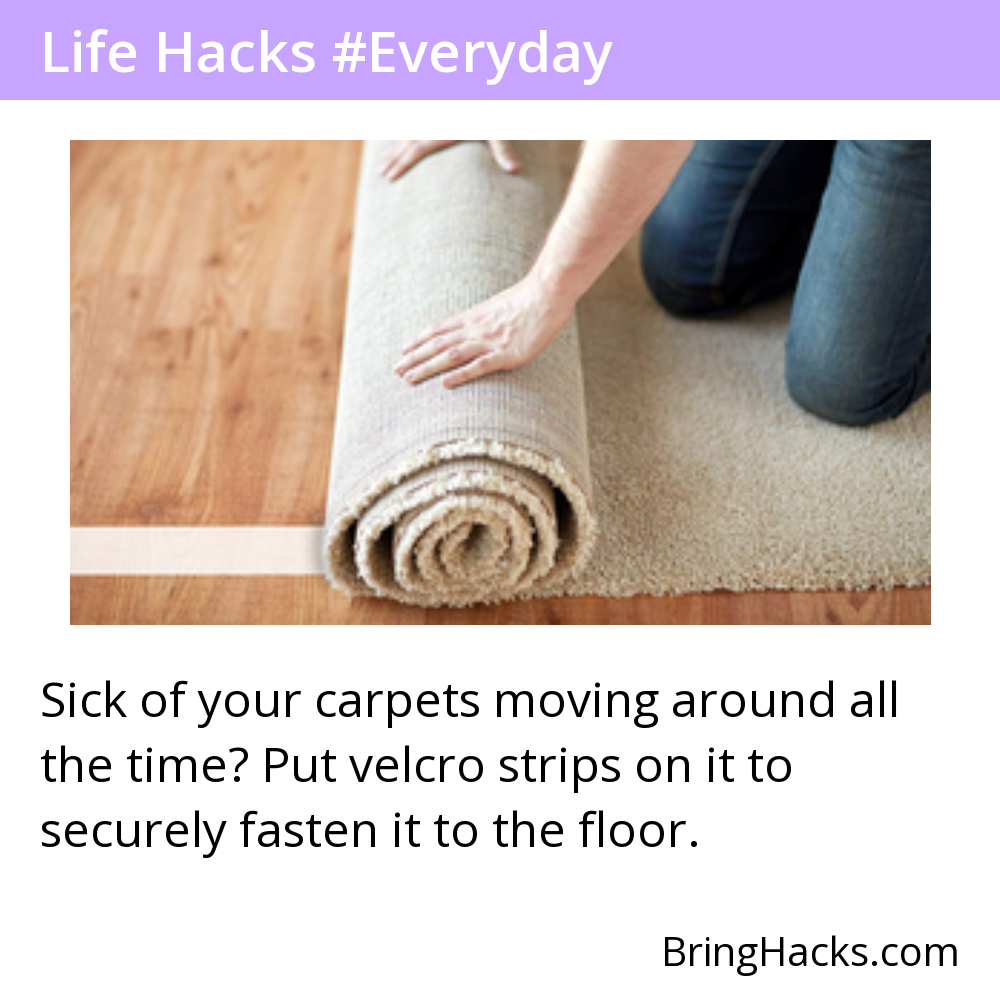 Life Hacks #Everyday
Sick of your carpets moving around all
the time? Put velcro strips on it to
securely fasten it to the floor.
BringHacks.com